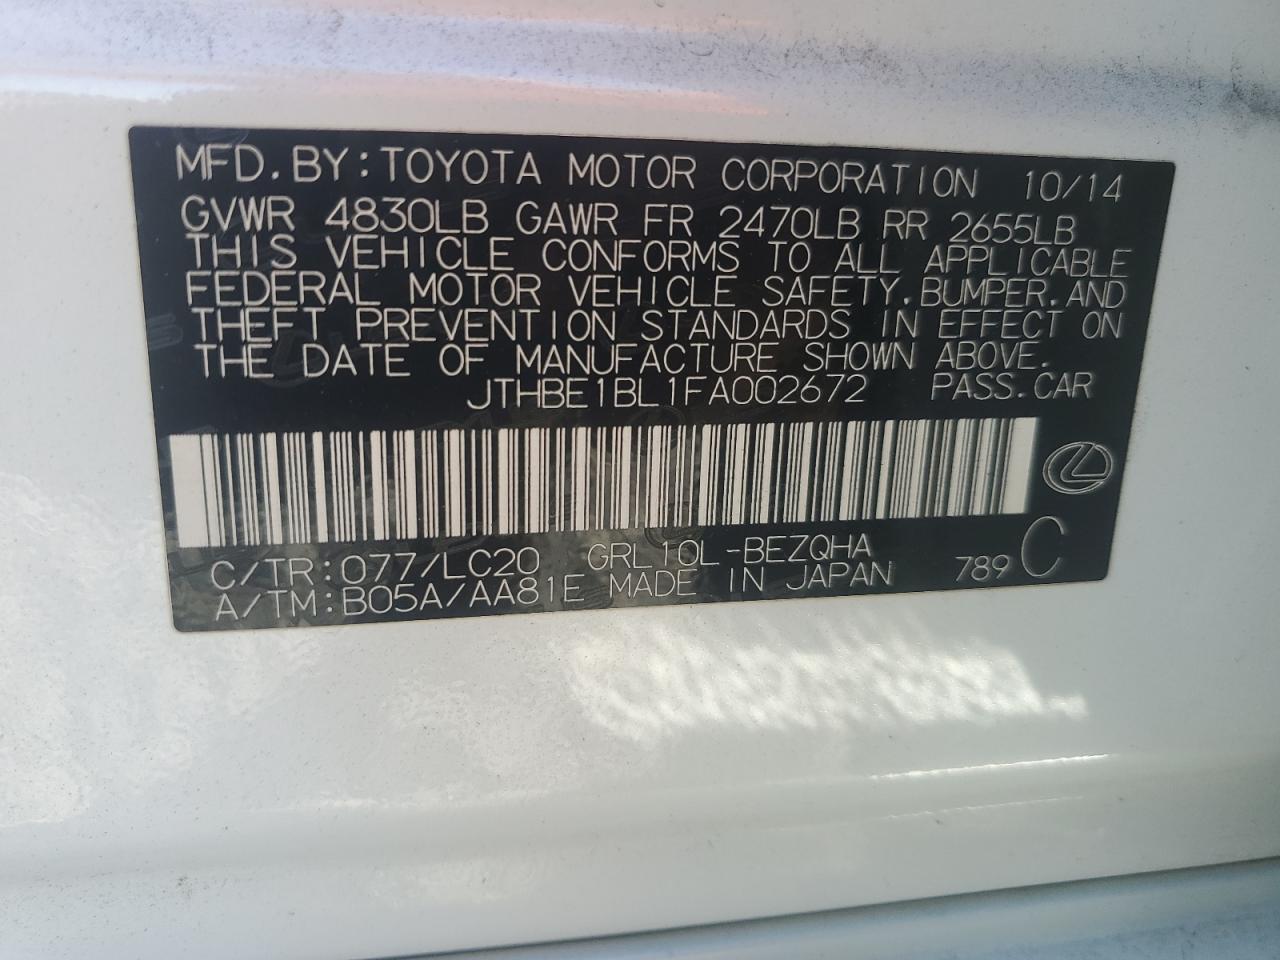 MFD. BY: TOYOTA MOTOR CORPORATION 10/14
GVWR 4830LB GAWR FR 2470LB RR 2655LB
THIS VEHICLE CONFORMS TO ALL APPLICABLE
FEDERAL MOTOR VEHICLE SAFETY, BUMPER, AND
THEFT PREVENTION STANDARDS IN EFFECT ON
THE DATE OF MANUFACTURE SHOWN ABOVE.
JTHBE1BL1FA002672 PASS. CAR
C/TR: 077/LC20 GRL10L-BEZQHA
A/TM: B05A/AA81E MADE IN JAPAN 789 C